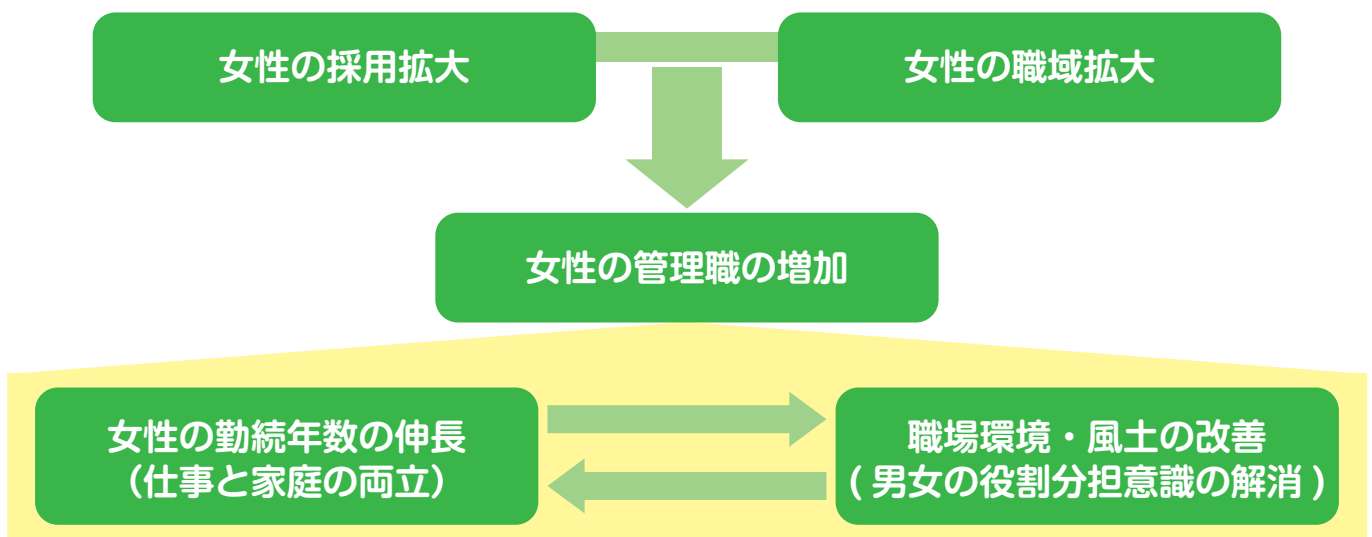 女性の採用拡大
女性の職域拡大
女性の管理職の増加
女性の勤続年数の伸長
（仕事と家庭の両立）
職場環境・風土の改善
( 男女の役割分担意識の解消 )